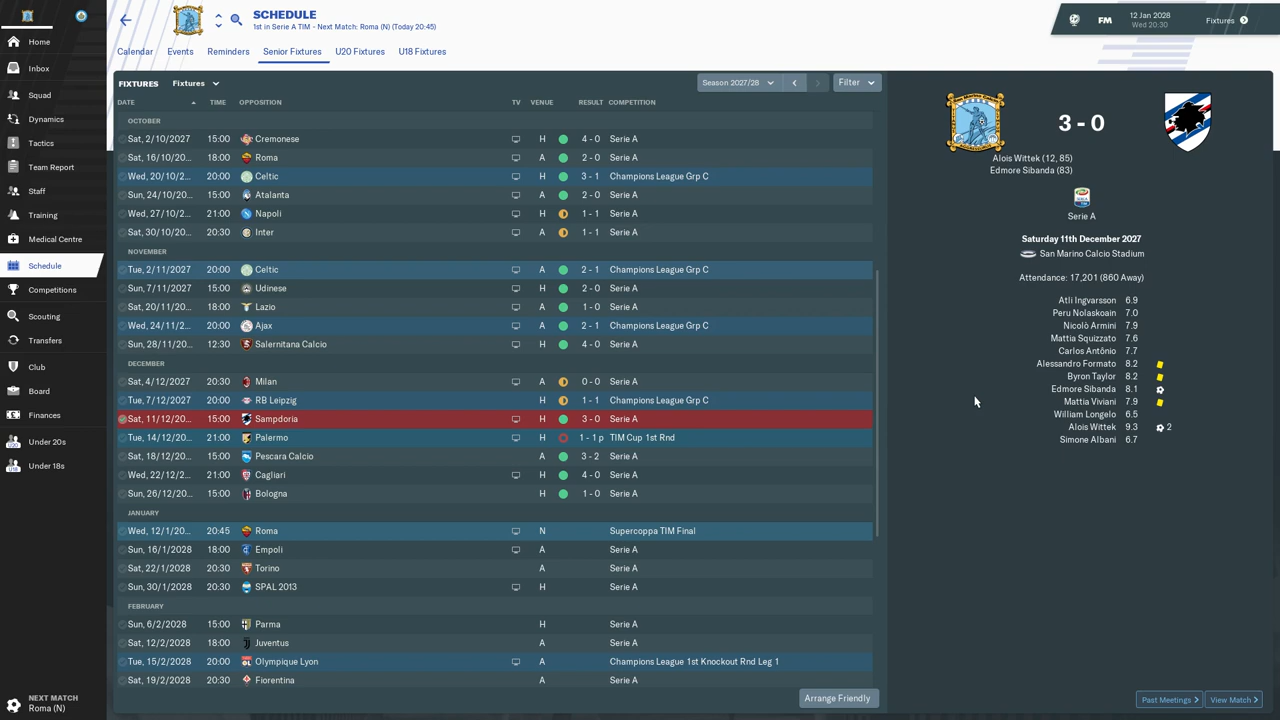 SCHEDULE
1st in Serie A TIM - Next Match: Roma (N) (Today 20:45)
FM
12 Jan 2028
Wed 20:30
Fixtures
Calendar Events Reminders Senior Fixtures U20 Fixtures U18 Fixtures
Home
Inbox
Squad
Dynamics
Tactics
Team Report
Staff
Training
Medical Centre
Schedule
Competitions
Scouting
Transfers
Club
Board
Finances
Under 20s
Under 18s
NEXT MATCH
Roma (N)
FIXTURES Fixtures Season 2027/28 Filter
DATE TIME OPPOSITION TV VENUE RESULT COMPETITION
OCTOBER
Sat, 2/10/2027 15:00 Cremonese H 4 - 0 Serie A
Sat, 16/10/20... 18:00 Roma A 2 - 0 Serie A
Wed, 20/10/2... 20:00 Celtic H 3 - 1 Champions League Grp C
Sun, 24/10/20... 15:00 Atalanta A 2 - 0 Serie A
Wed, 27/10/2... 21:00 Napoli H 1 - 1 Serie A
Sat, 30/10/20... 20:30 Inter A 1 - 1 Serie A
NOVEMBER
Tue, 2/11/2027 20:00 Celtic A 2 - 1 Champions League Grp C
Sun, 7/11/2027 15:00 Udinese H 2 - 0 Serie A
Sat, 20/11/20... 18:00 Lazio A 1 - 0 Serie A
Wed, 24/11/2... 20:00 Ajax A 2 - 1 Champions League Grp C
Sun, 28/11/20... 12:30 Salernitana Calcio H 4 - 0 Serie A
DECEMBER
Sat, 4/12/2027 20:30 Milan A 0 - 0 Serie A
Tue, 7/12/2027 20:00 RB Leipzig H 1 - 1 Champions League Grp C
Sat, 11/12/20... 15:00 Sampdoria H 3 - 0 Serie A
Tue, 14/12/20... 21:00 Palermo H 1 - 1 p TIM Cup 1st Rnd
Sat, 18/12/20... 15:00 Pescara Calcio A 3 - 2 Serie A
Wed, 22/12/2... 21:00 Cagliari H 4 - 0 Serie A
Sun, 26/12/20... 15:00 Bologna H 1 - 0 Serie A
JANUARY
Wed, 12/1/20... 20:45 Roma N Supercoppa TIM Final
Sun, 16/1/2028 18:00 Empoli A Serie A
Sat, 22/1/2028 20:30 Torino A Serie A
Sun, 30/1/2028 20:30 SPAL 2013 H Serie A
FEBRUARY
Sun, 6/2/2028 15:00 Parma H Serie A
Sat, 12/2/2028 18:00 Juventus A Serie A
Tue, 15/2/2028 20:00 Olympique Lyon A Champions League 1st Knockout Rnd Leg 1
Sat, 19/2/2028 20:30 Fiorentina A Serie A
Arrange Friendly
3 - 0
Alois Wittek (12, 85)
Edmore Sibanda (83)
Serie A
Saturday 11th December 2027
San Marino Calcio Stadium
Attendance: 17,201 (860 Away)
Atli Ingvarsson 6.9
Peru Nolaskoain 7.0
Nicolò Armini 7.9
Mattia Squizzato 7.6
Carlos Antônio 7.7
Alessandro Formato 8.2
Byron Taylor 8.2
Edmore Sibanda 8.1
Mattia Viviani 7.9
William Longelo 6.5
Alois Wittek 9.3 2
Simone Albani 6.7
Past Meetings View Match